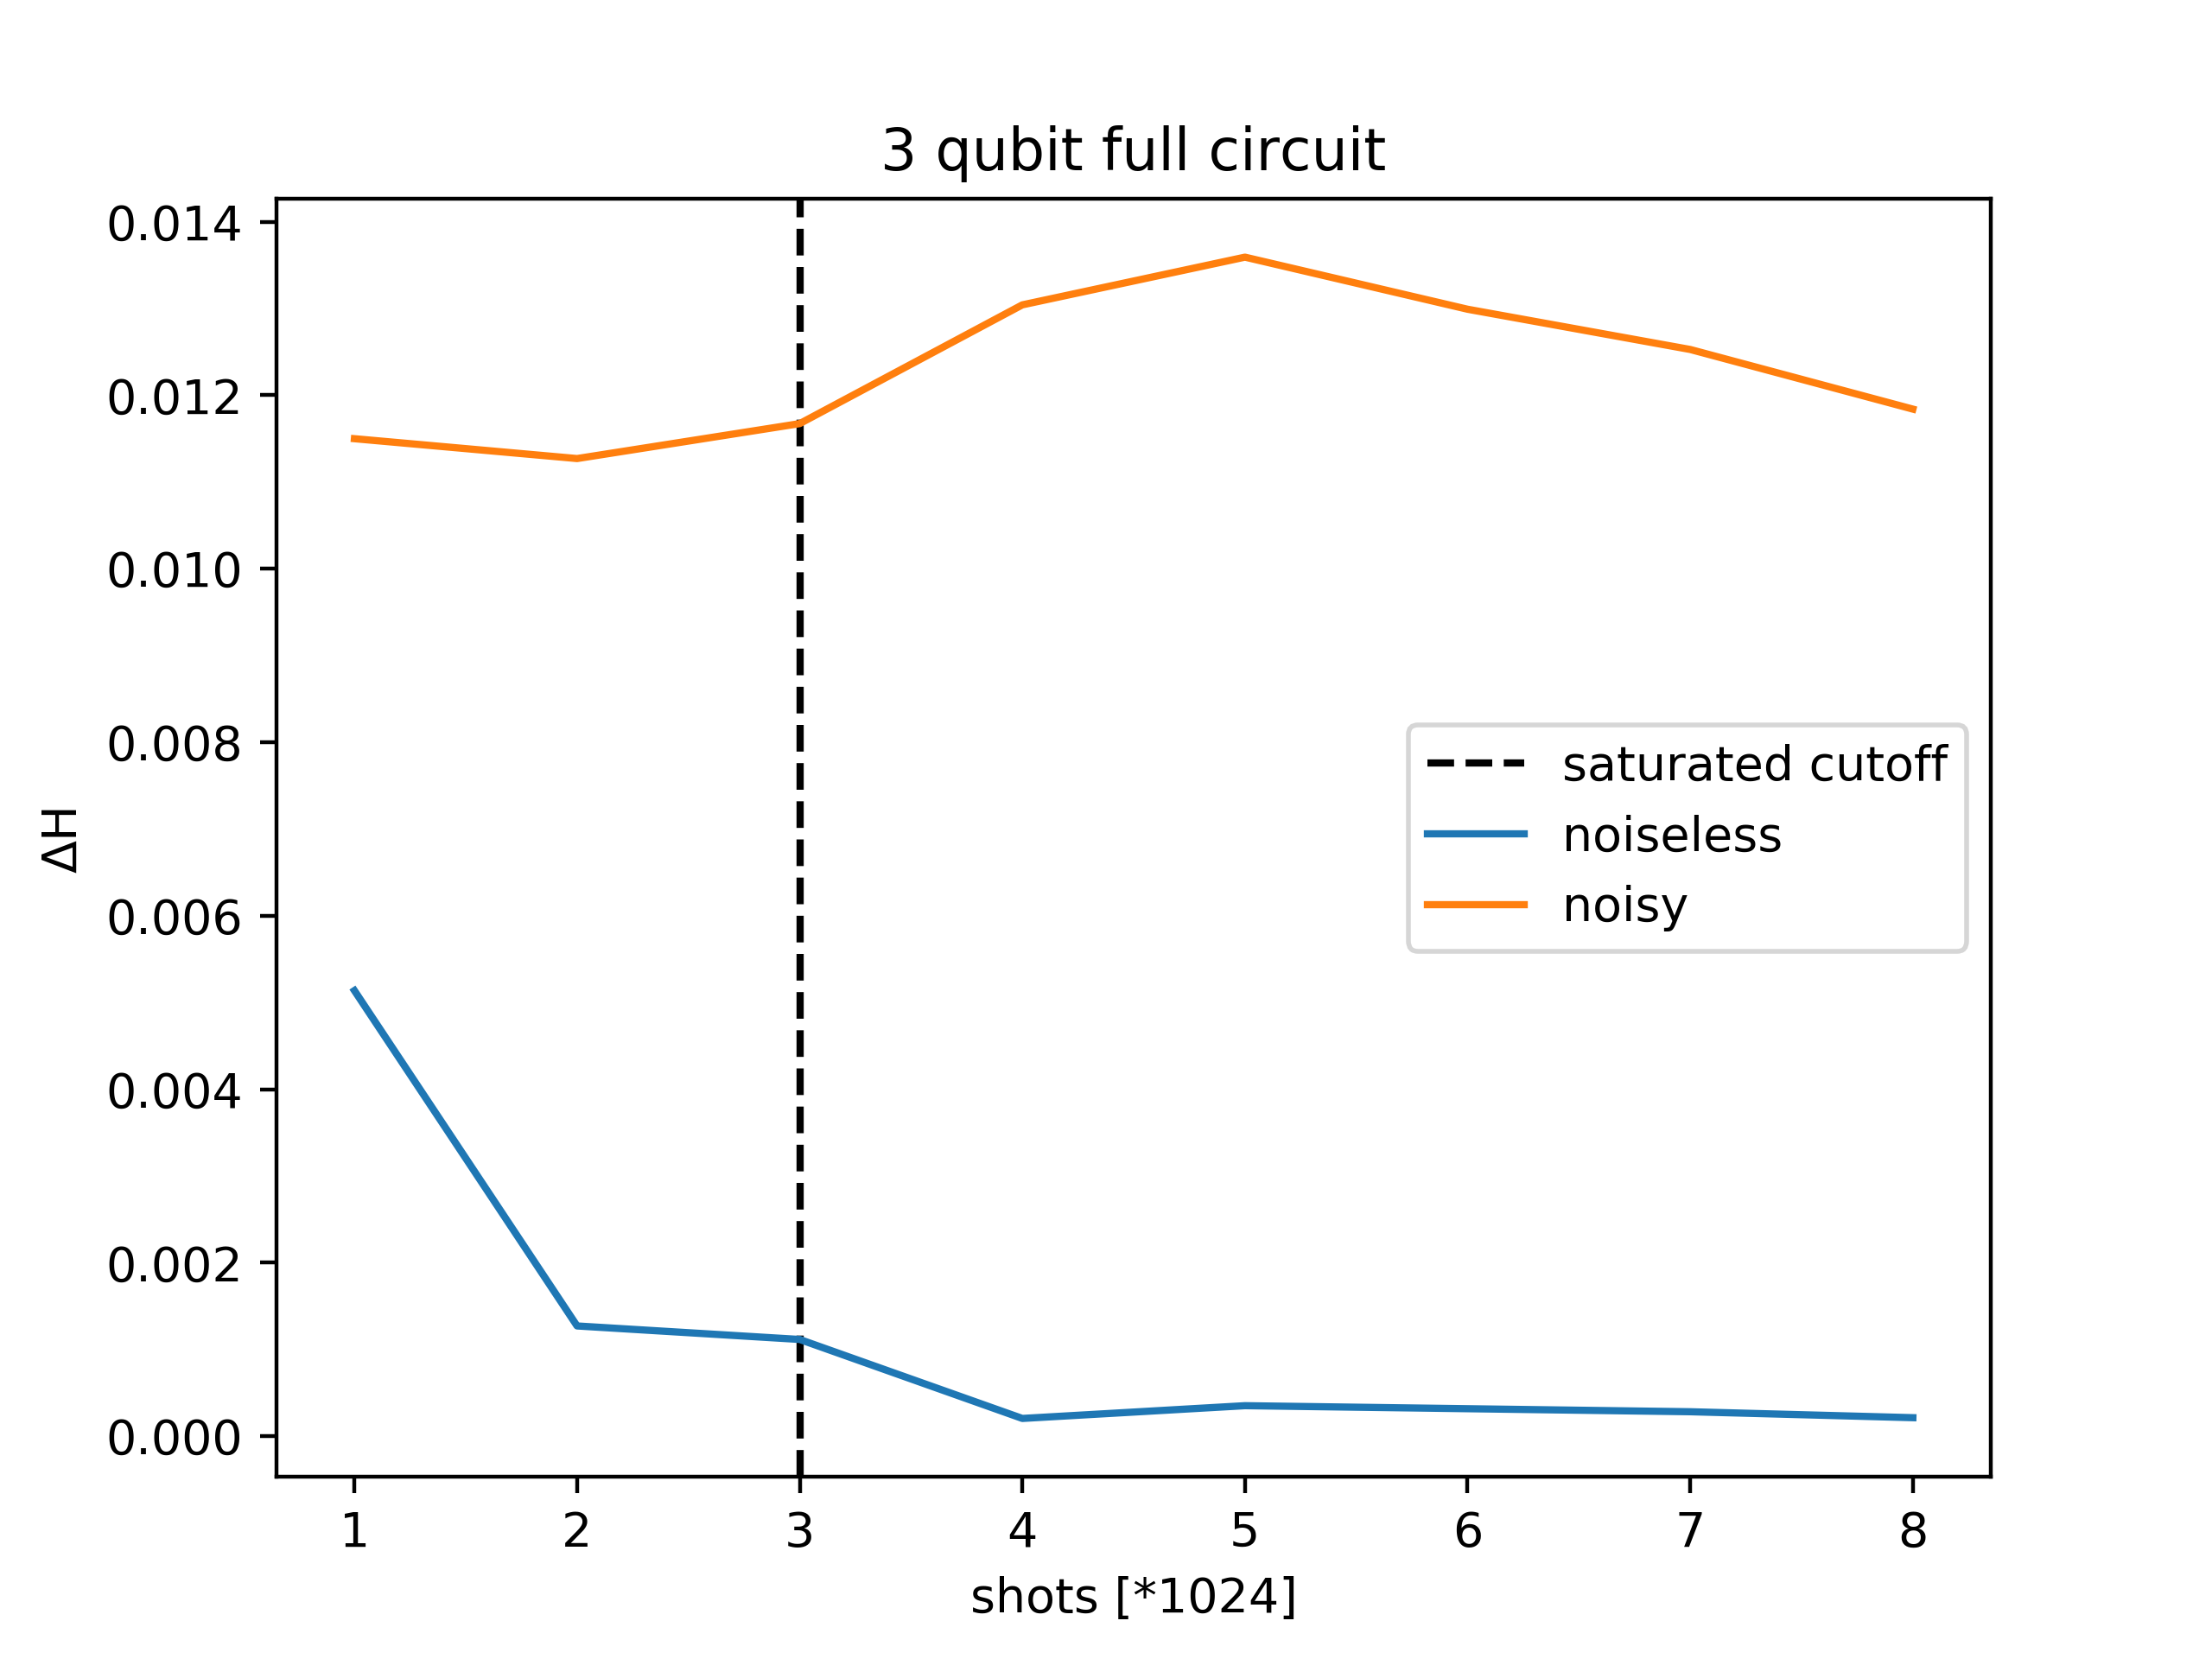 3 qubit full circuit
0.014
0.012
0.010
0.008
0.006
0.004
0.002
0.000
ΔH
saturated cutoff
noiseless
noisy
1 2 3 4 5 6 7 8
shots [*1024]